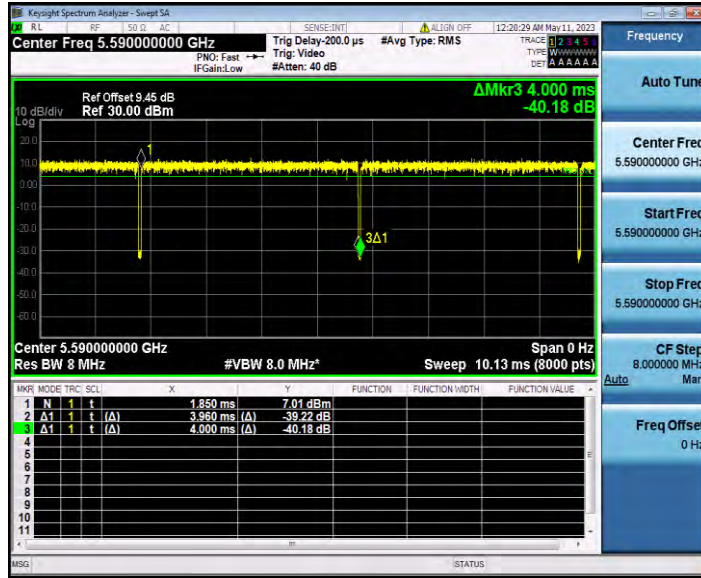 Keysight Spectrum Analyzer - Swept SA
RL RF 50 Ω AC SENSE:INT ALIGN OFF 12:20:29 AM May 11, 2023
Center Freq 5.590000000 GHz
PNO: Fast
IFGain:Low
Trig Delay-200.0 µs
Trig: Video
#Atten: 40 dB
#Avg Type: RMS
TRACE 1 2 3 4 5 6
TYPE WWWWWW
DET A A A A A A
ΔMkr3 4.000 ms
-40.18 dB
Ref Offset 9.45 dB
10 dB/div Ref 30.00 dBm
Log
20.0
10.0
0.00
-10.0
-20.0
-30.0
-40.0
-50.0
-60.0
1
3Δ1
Center 5.590000000 GHz Span 0 Hz
Res BW 8 MHz #VBW 8.0 MHz* Sweep 10.13 ms (8000 pts)
MKR MODE TRC SCL X Y FUNCTION FUNCTION WIDTH FUNCTION VALUE
1 N 1 t 1.850 ms 7.01 dBm
2 Δ1 1 t (Δ) 3.960 ms (Δ) -39.22 dB
3 Δ1 1 t (Δ) 4.000 ms (Δ) -40.18 dB
4
5
6
7
8
9
10
11
MSG STATUS
Frequency
Auto Tune
Center Freq
5.590000000 GHz
Start Freq
5.590000000 GHz
Stop Freq
5.590000000 GHz
CF Step
8.000000 MHz
Auto Man
Freq Offset
0 Hz